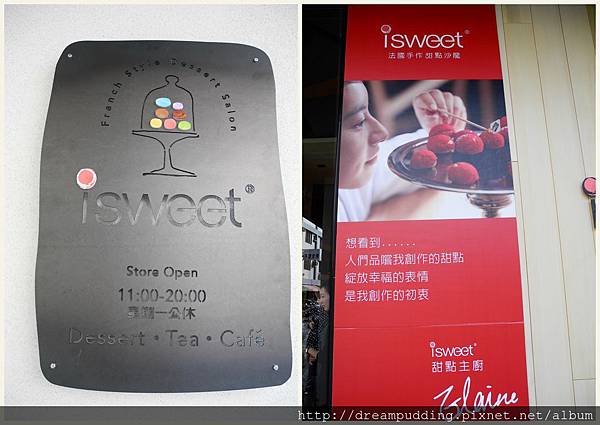 Franch Style Dessert Salon
isweet®
Store Open
11:00-20:00
週一公休
Dessert · Tea · Café
isweet®
法國手作甜點沙龍
想看到......
人們品嚐我創作的甜點
綻放幸福的表情
是我創作的初衷
isweet®
甜點主廚
Elaine
http://dreampudding.pixnet.net/album